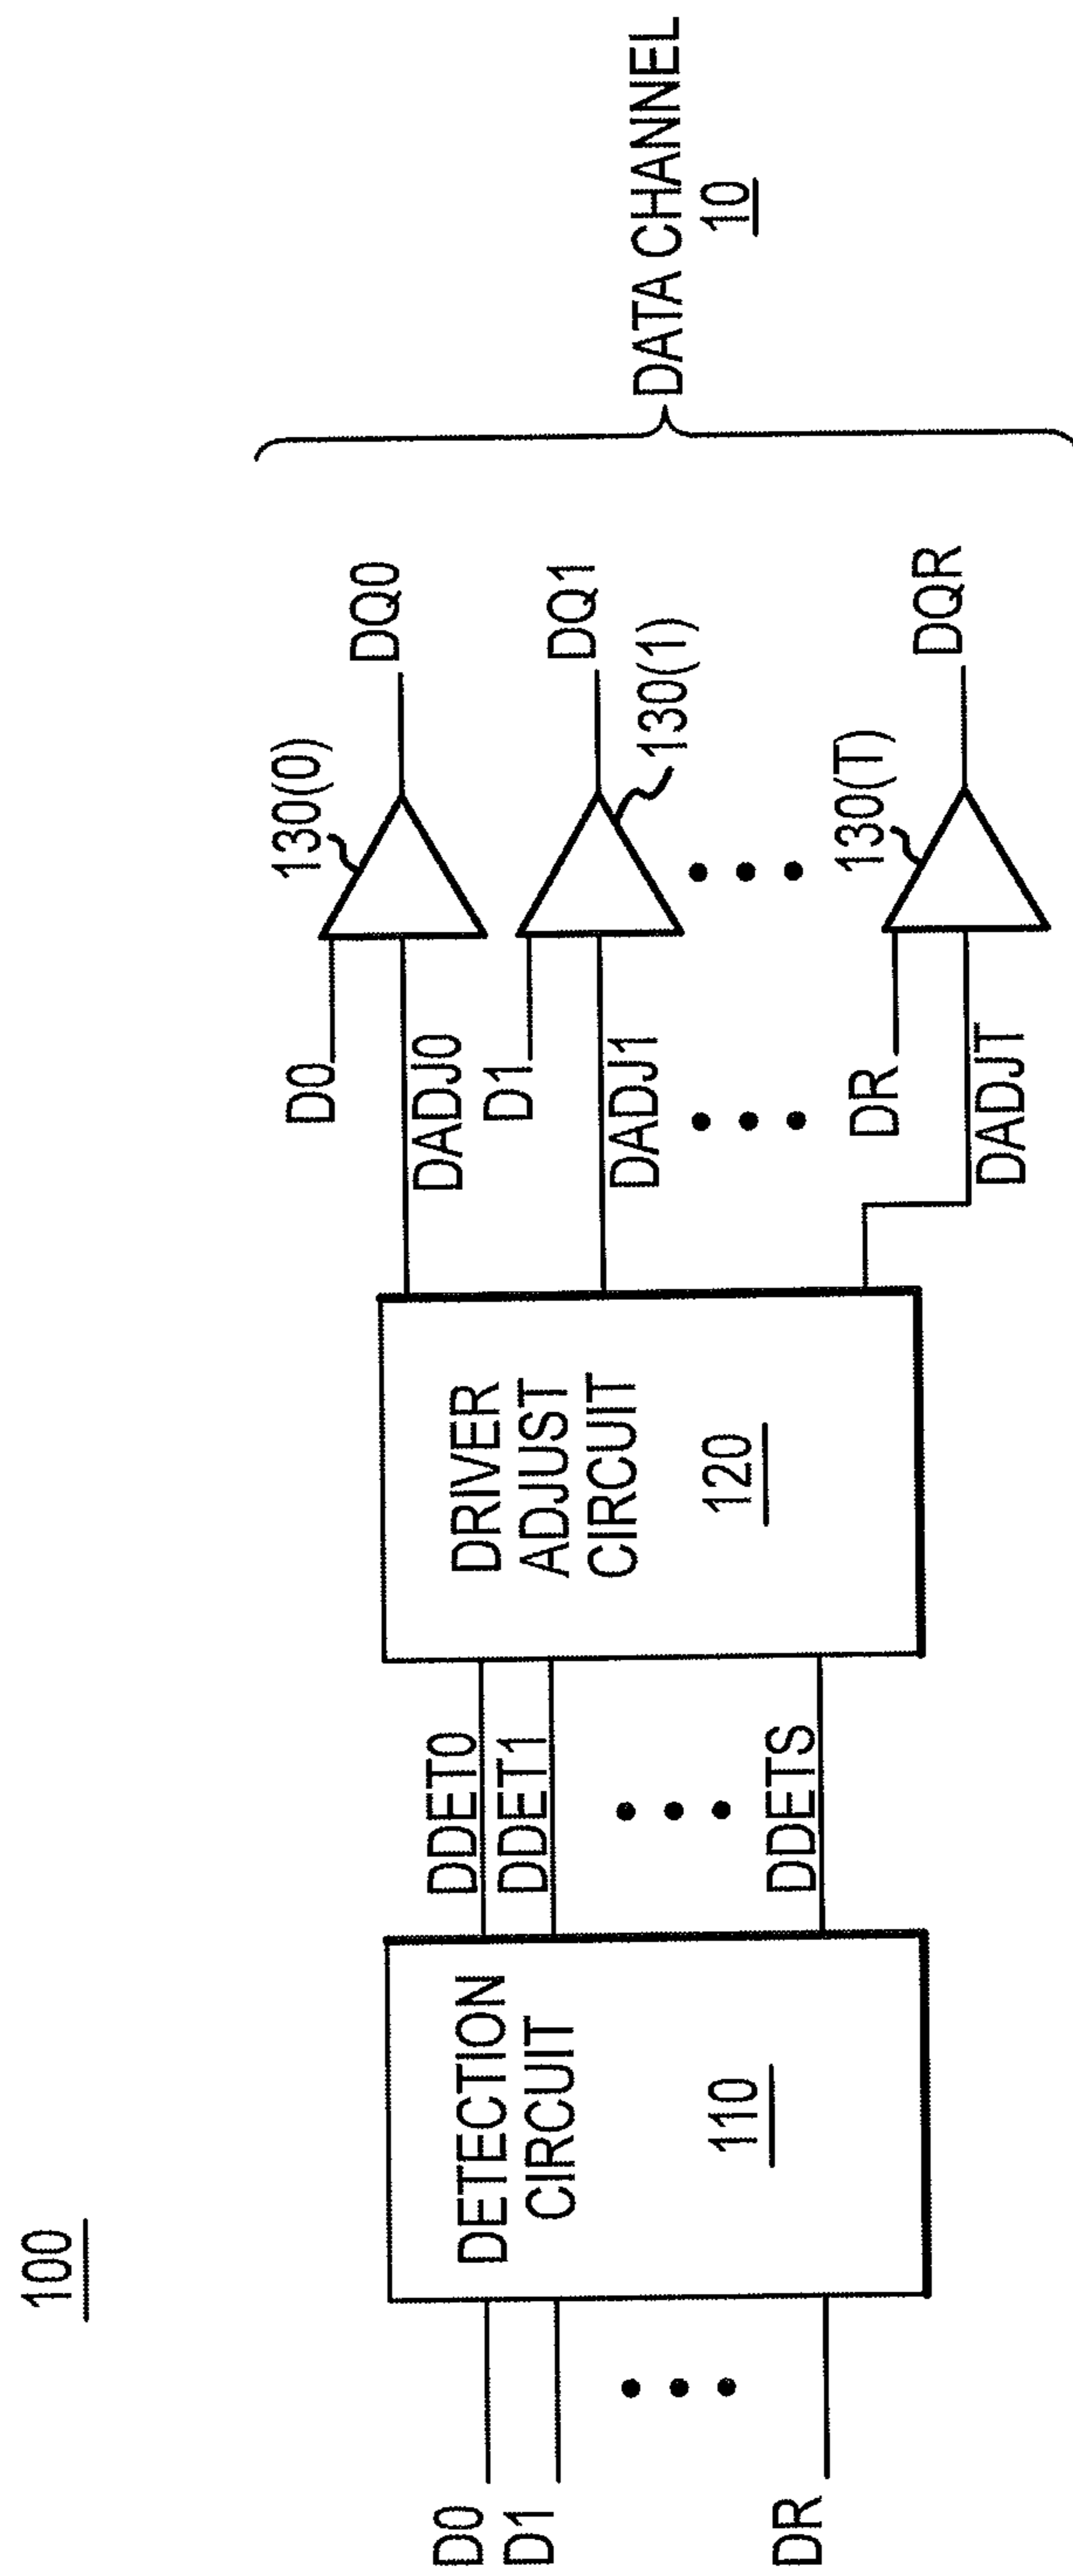 100
D0
D1
DR
DETECTION
CIRCUIT
110
DDET0
DDET1
DDETS
DRIVER
ADJUST
CIRCUIT
120
D0
DADJ0
D1
DADJ1
DR
DADJT
130(0)
130(1)
130(T)
DQ0
DQ1
DQR
DATA CHANNEL
10